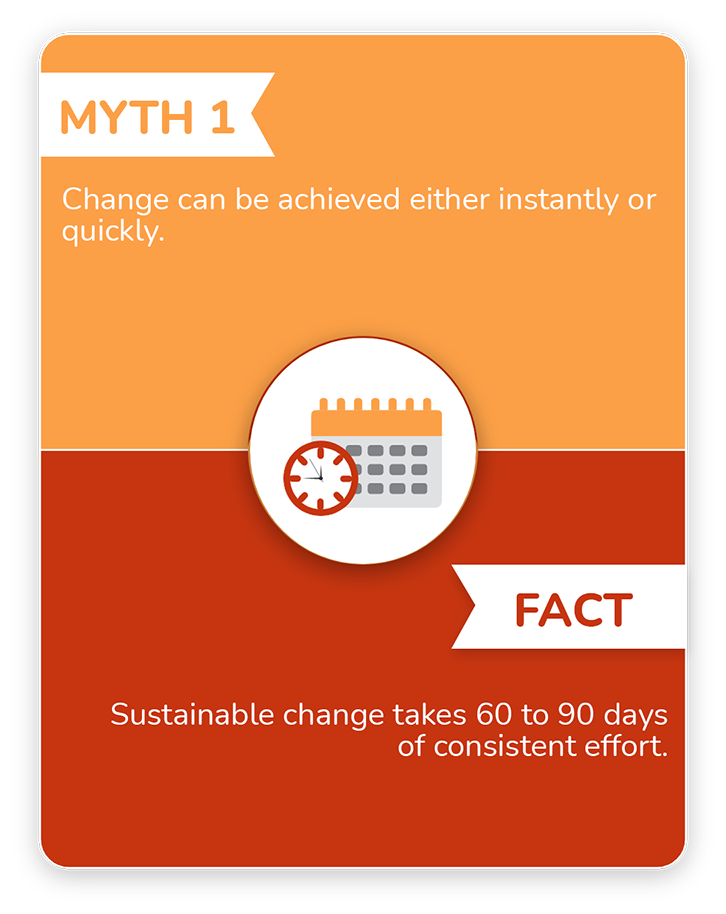 MYTH 1
Change can be achieved either instantly or
quickly.
FACT
Sustainable change takes 60 to 90 days
of consistent effort.